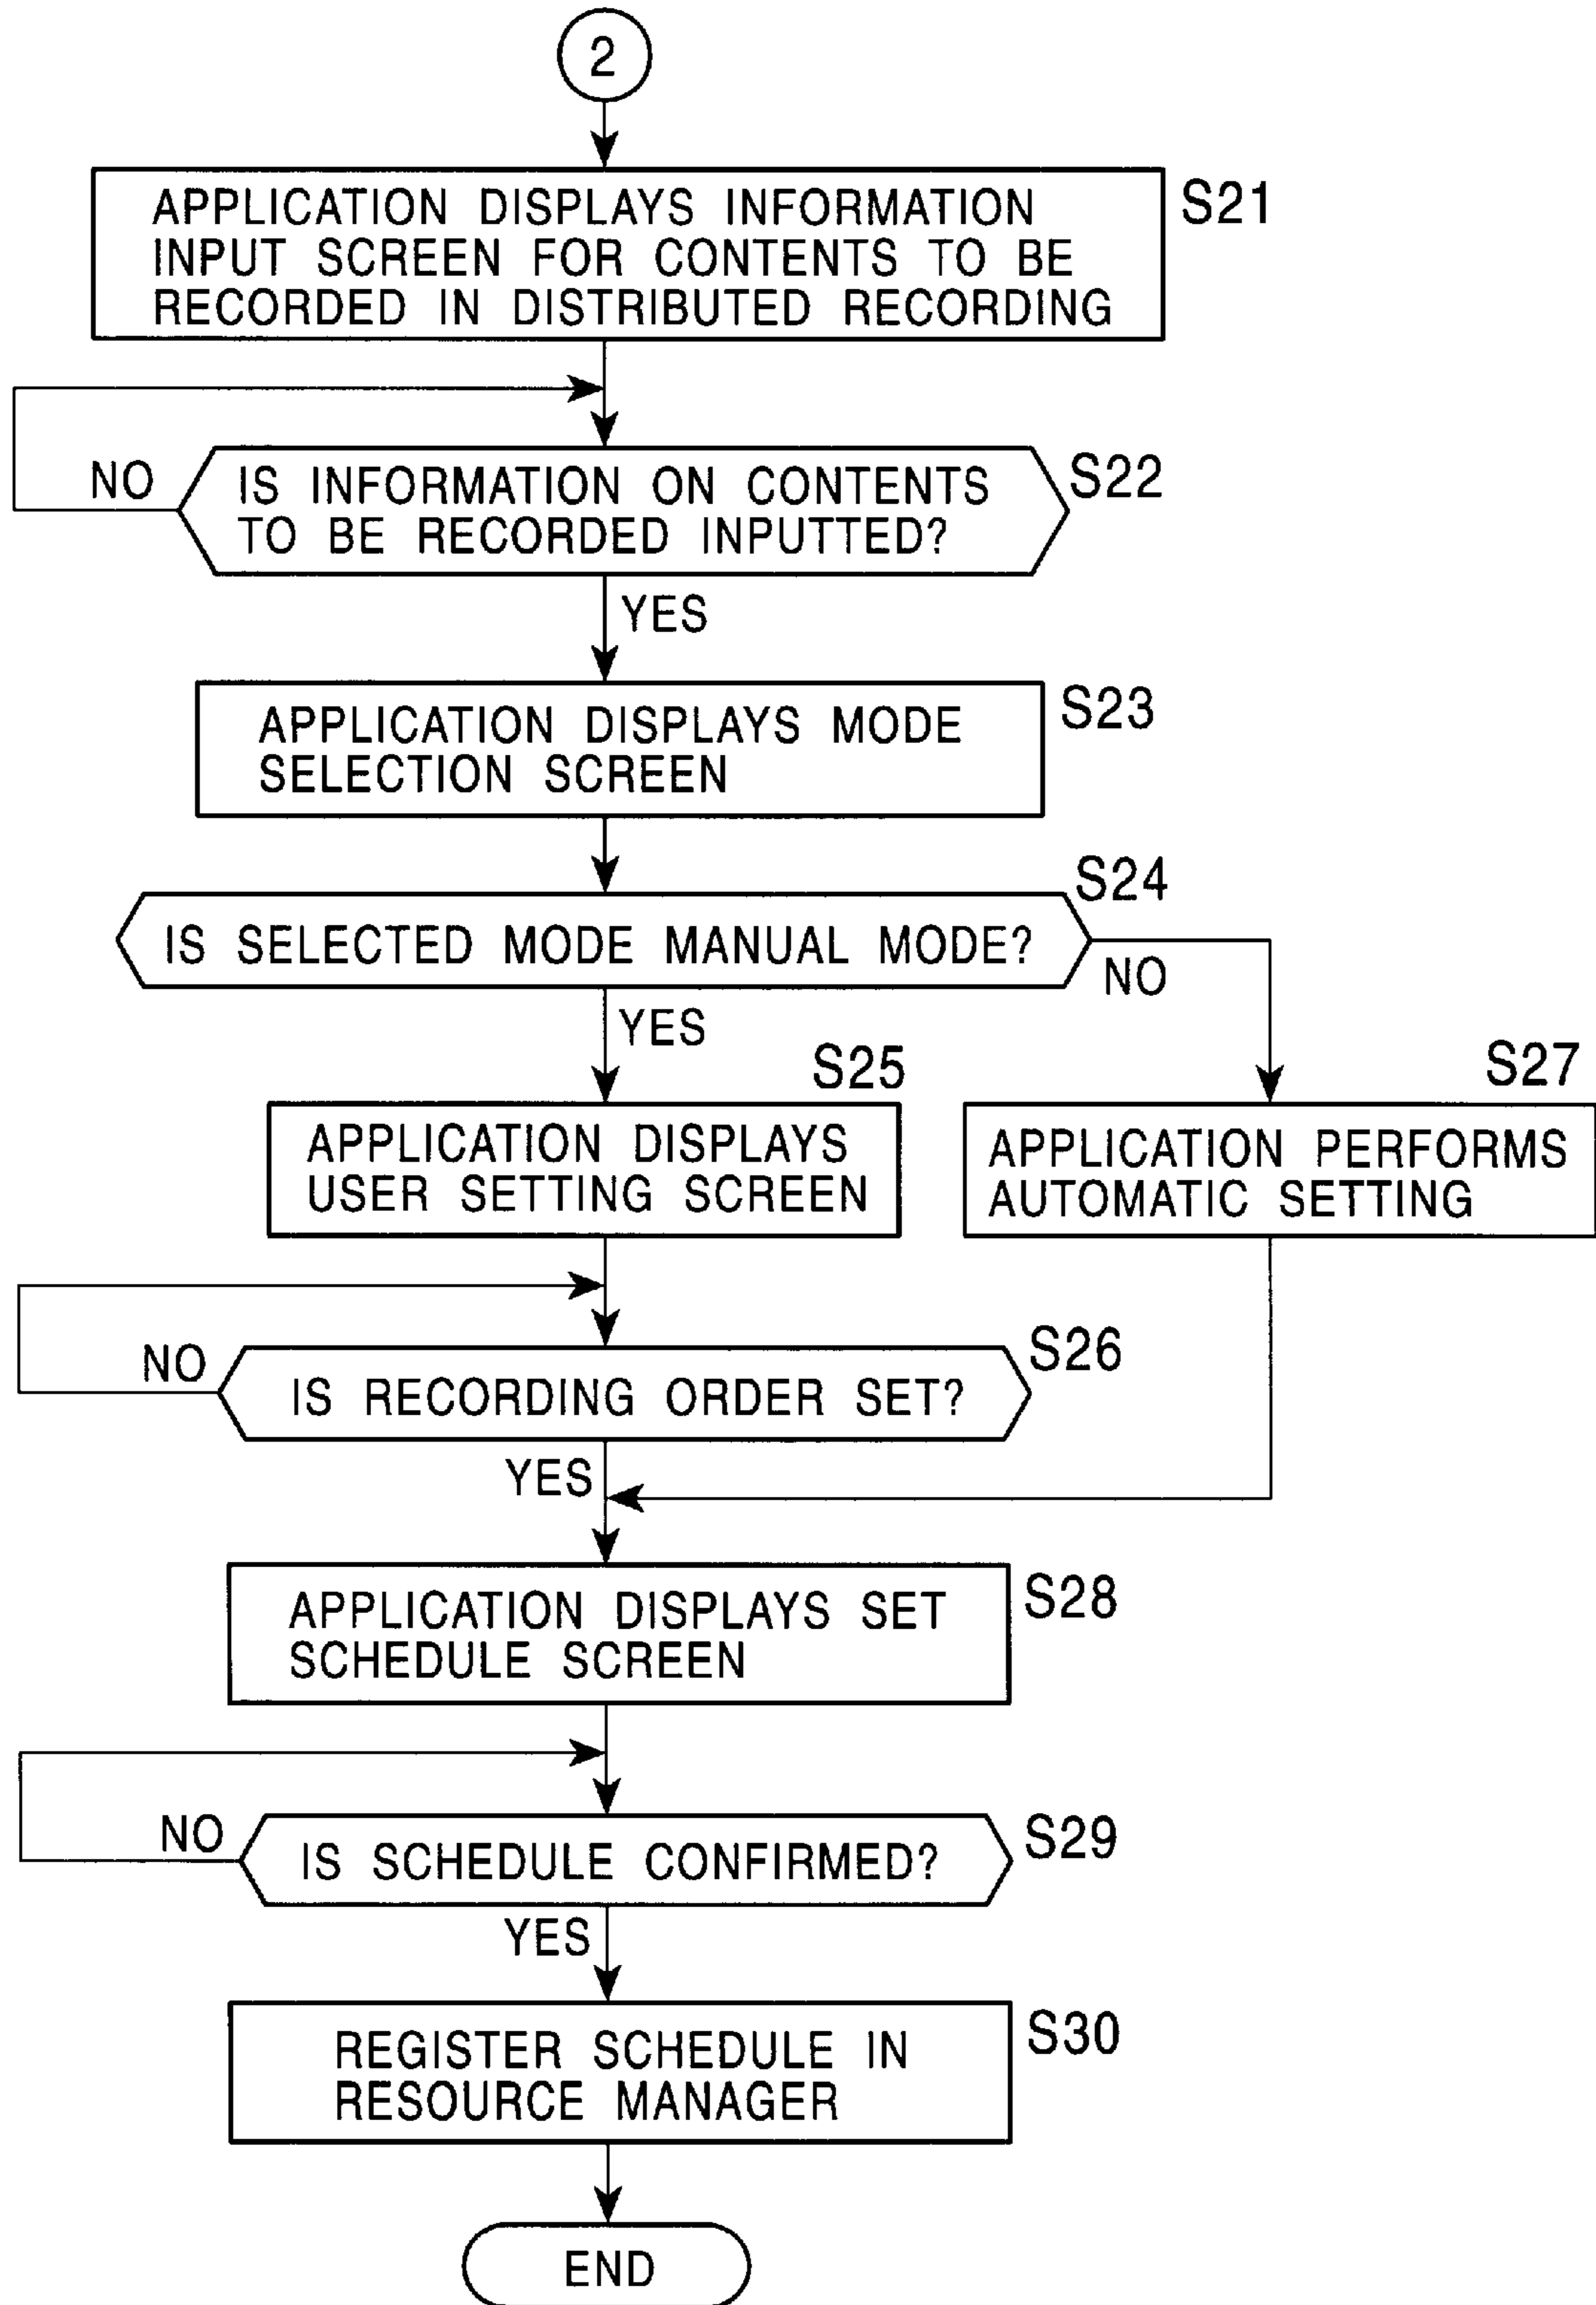 2
APPLICATION DISPLAYS INFORMATION
INPUT SCREEN FOR CONTENTS TO BE
RECORDED IN DISTRIBUTED RECORDING
S21
NO
IS INFORMATION ON CONTENTS
TO BE RECORDED INPUTTED?
S22
YES
APPLICATION DISPLAYS MODE
SELECTION SCREEN
S23
IS SELECTED MODE MANUAL MODE?
S24
NO
YES
S25
APPLICATION DISPLAYS
USER SETTING SCREEN
S27
APPLICATION PERFORMS
AUTOMATIC SETTING
NO
IS RECORDING ORDER SET?
S26
YES
APPLICATION DISPLAYS SET
SCHEDULE SCREEN
S28
NO
IS SCHEDULE CONFIRMED?
S29
YES
REGISTER SCHEDULE IN
RESOURCE MANAGER
S30
END